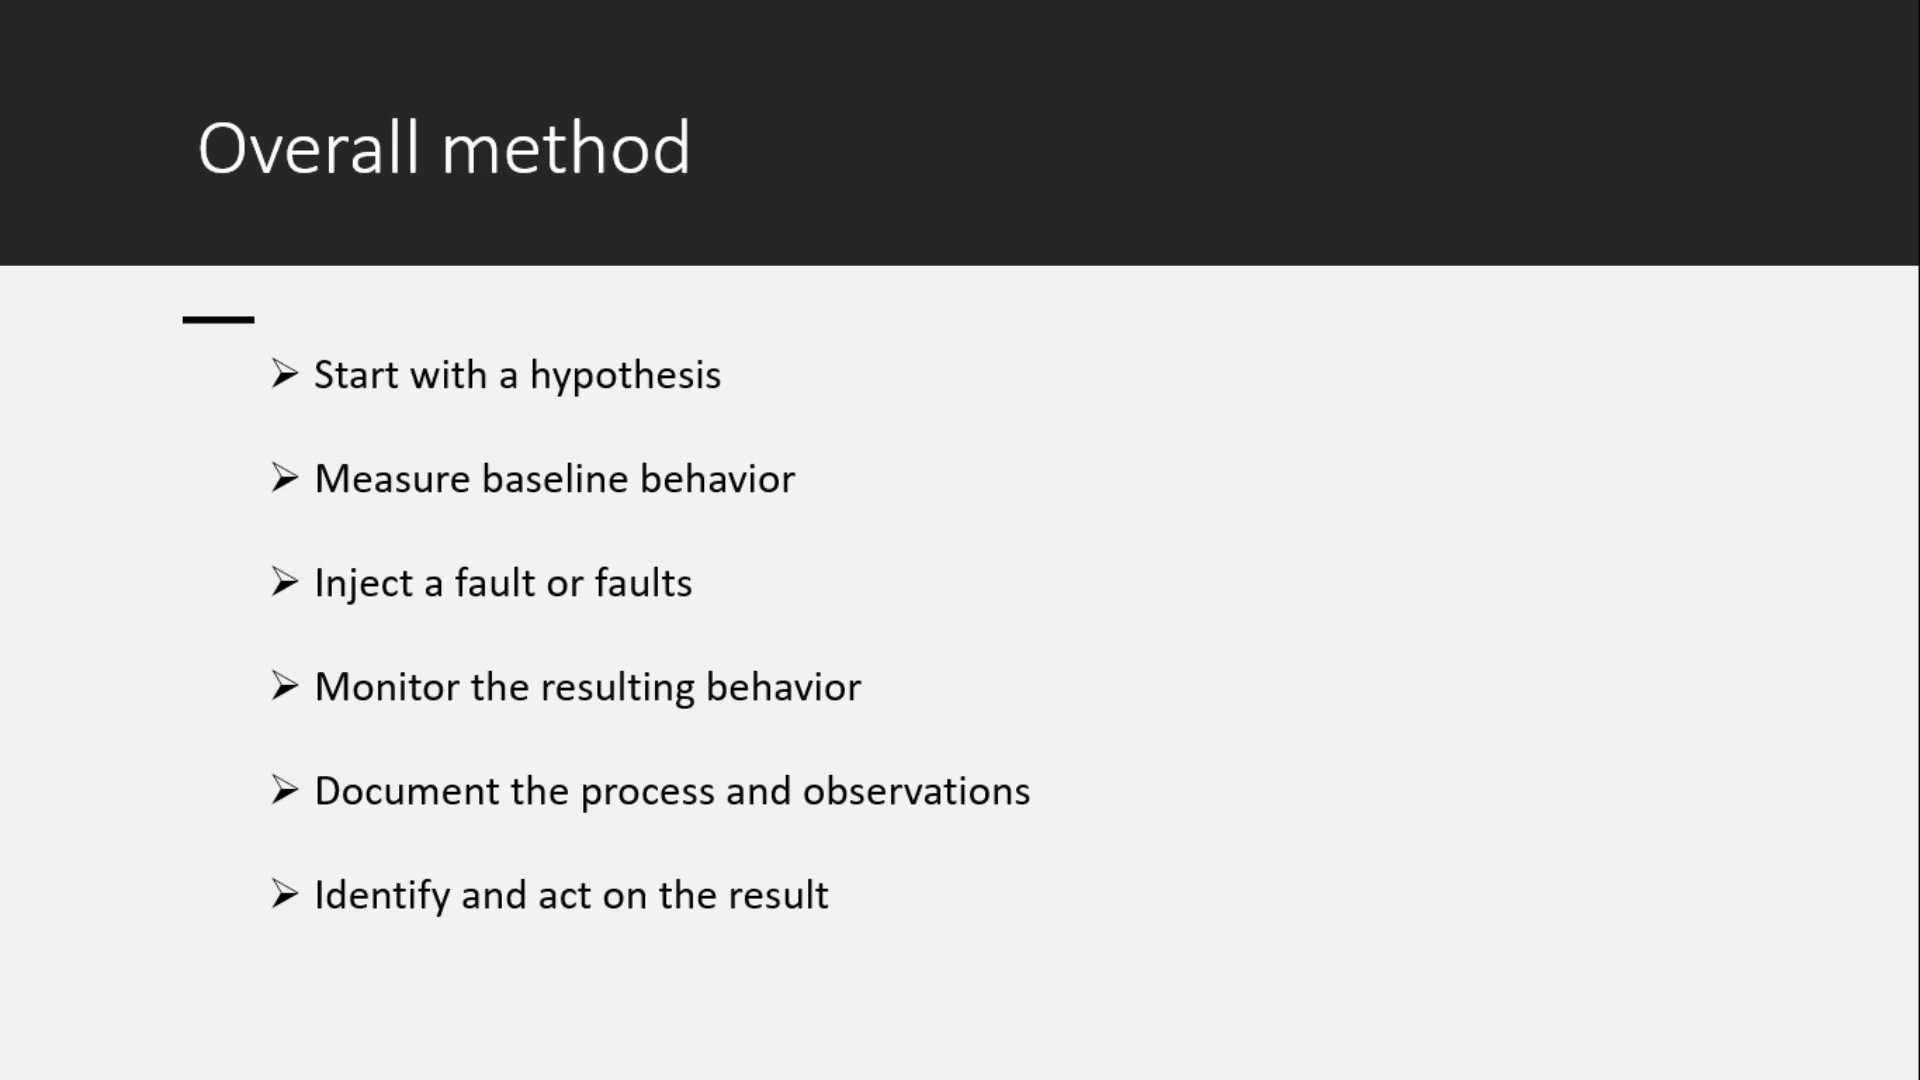 Overall method
Start with a hypothesis
Measure baseline behavior
Inject a fault or faults
Monitor the resulting behavior
Document the process and observations
Identify and act on the result